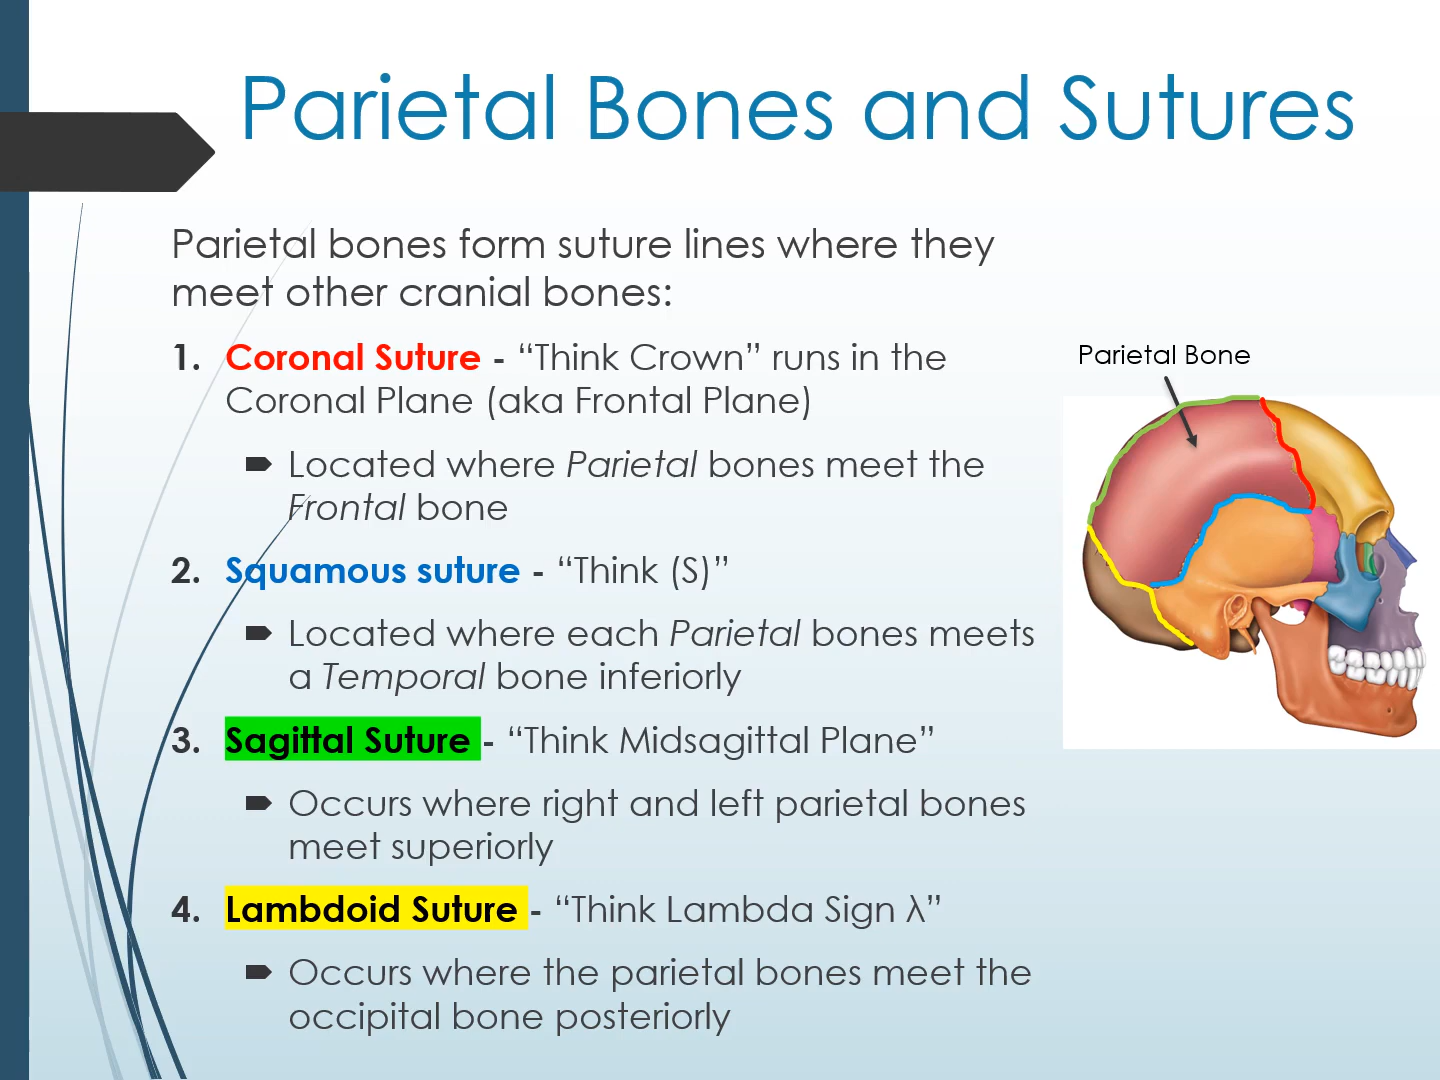 Parietal Bones and Sutures
Parietal bones form suture lines where they
meet other cranial bones:
1. Coronal Suture - “Think Crown” runs in the
Coronal Plane (aka Frontal Plane)
Located where Parietal bones meet the
Frontal bone
2. Squamous suture - “Think (S)”
Located where each Parietal bones meets
a Temporal bone inferiorly
3. Sagittal Suture - “Think Midsagittal Plane”
Occurs where right and left parietal bones
meet superiorly
4. Lambdoid Suture - “Think Lambda Sign λ”
Occurs where the parietal bones meet the
occipital bone posteriorly
Parietal Bone